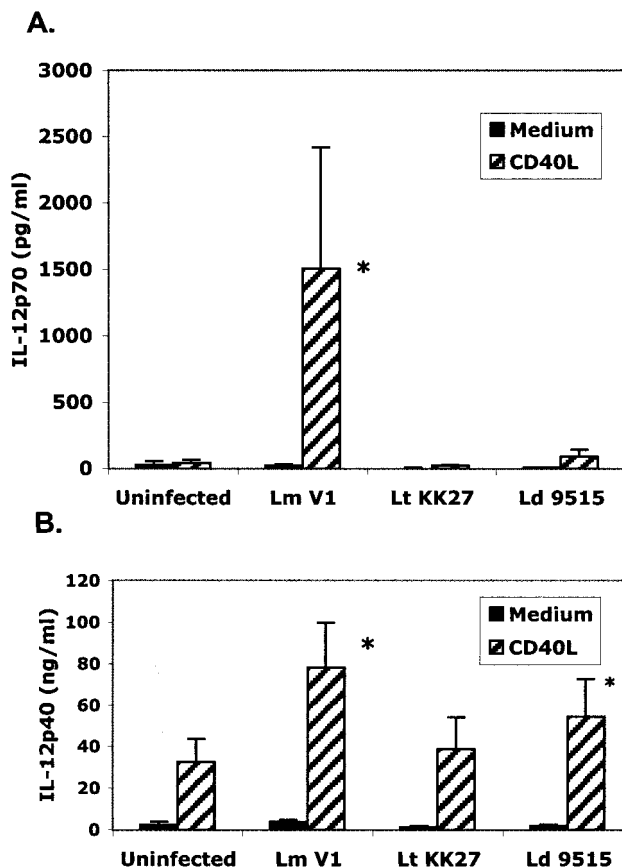 A.
3000
2500
2000
1500
1000
500
0
IL-12p70 (pg/ml)
Medium
CD40L
*
Uninfected Lm V1 Lt KK27 Ld 9515
B.
120
100
80
60
40
20
0
IL-12p40 (ng/ml)
Medium
CD40L
* *
Uninfected Lm V1 Lt KK27 Ld 9515